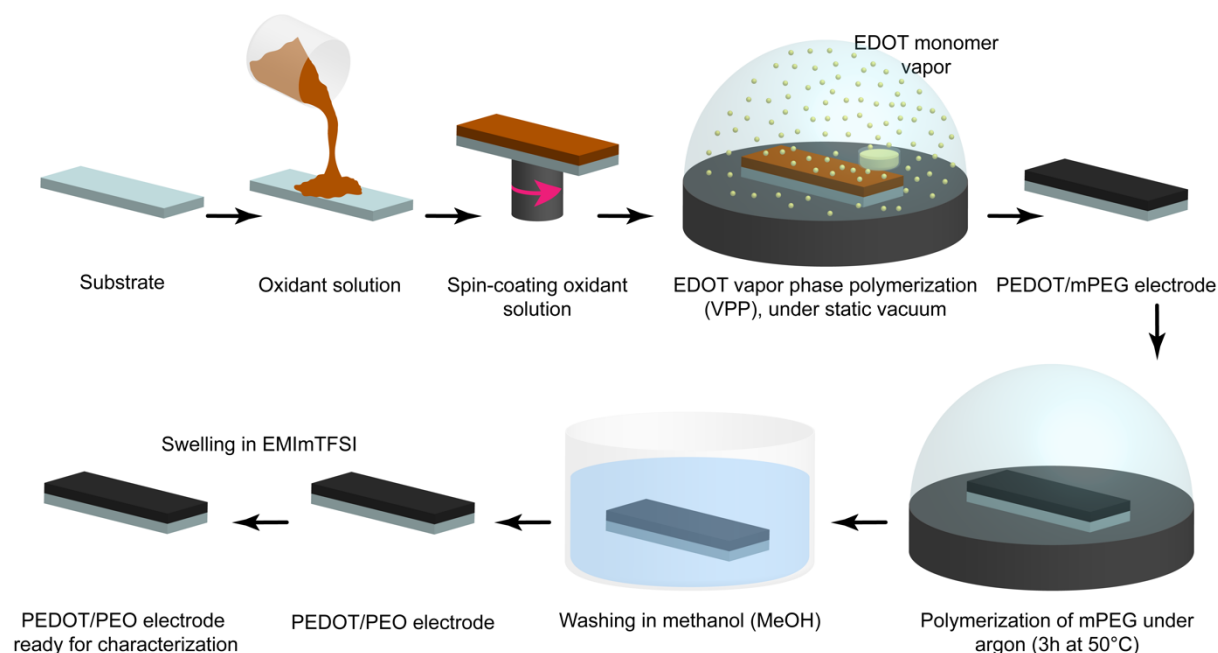 EDOT monomer
vapor
Substrate
Oxidant solution
Spin-coating oxidant
solution
EDOT vapor phase polymerization
(VPP), under static vacuum
PEDOT/mPEG electrode
Polymerization of mPEG under
argon (3h at 50°C)
Washing in methanol (MeOH)
PEDOT/PEO electrode
Swelling in EMImTFSI
PEDOT/PEO electrode
ready for characterization